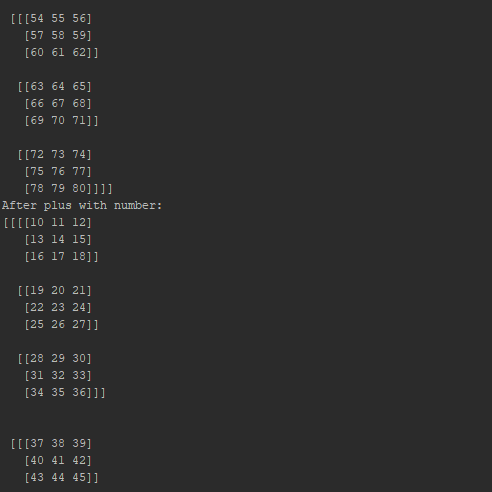 [[[54 55 56]
[57 58 59]
[60 61 62]]
[[63 64 65]
[66 67 68]
[69 70 71]]
[[72 73 74]
[75 76 77]
[78 79 80]]]]
After plus with number:
[[[[10 11 12]
[13 14 15]
[16 17 18]]
[[19 20 21]
[22 23 24]
[25 26 27]]
[[28 29 30]
[31 32 33]
[34 35 36]]]
[[[37 38 39]
[40 41 42]
[43 44 45]]